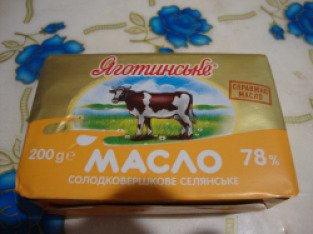 Яготинське
СПРАВЖНЄ
МАСЛО
200g℮
МАСЛО
78%
СОЛОДКОВЕРШКОВЕ СЕЛЯНСЬКЕ